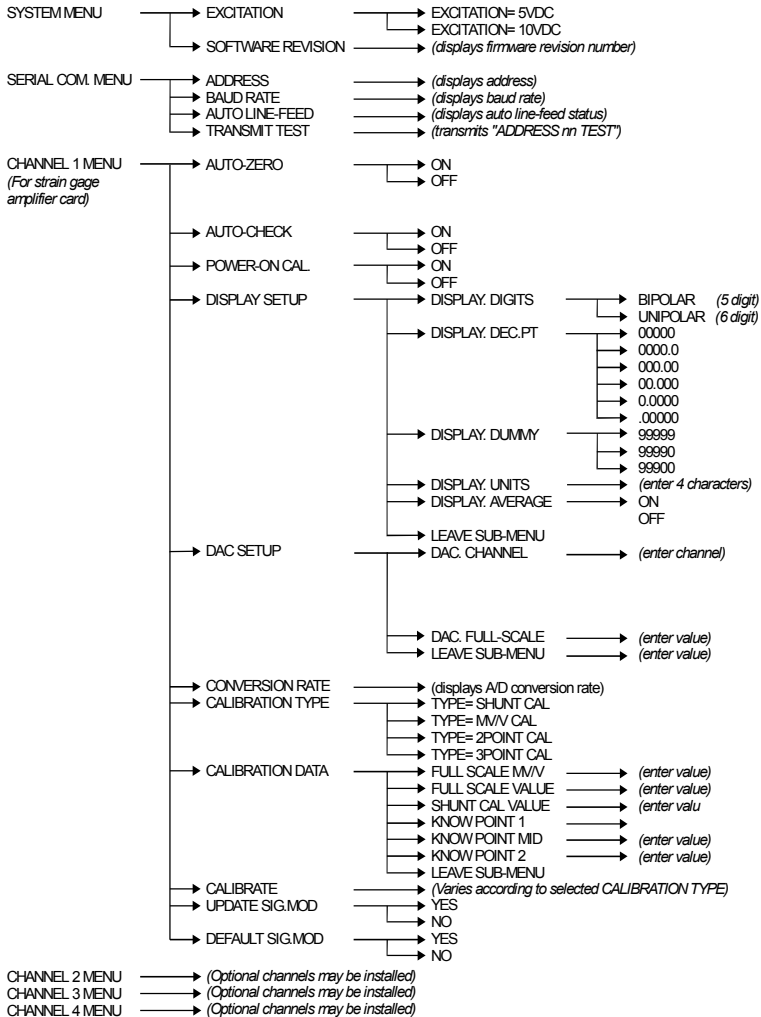 SYSTEM MENU EXCITATION EXCITATION= 5VDC
EXCITATION= 10VDC
SOFTWARE REVISION (displays firmware revision number)
SERIAL COM. MENU ADDRESS (displays address)
BAUD RATE (displays baud rate)
AUTO LINE-FEED (displays auto line-feed status)
TRANSMIT TEST (transmits "ADDRESS nn TEST")
CHANNEL 1 MENU AUTO-ZERO ON
(For strain gage OFF
amplifier card)
AUTO-CHECK ON
OFF
POWER-ON CAL. ON
OFF
DISPLAY SETUP DISPLAY. DIGITS BIPOLAR (5 digit)
UNIPOLAR (6 digit)
DISPLAY. DEC.PT 00000
0000.0
000.00
00.000
0.0000
.00000
DISPLAY. DUMMY 99999
99990
99900
DISPLAY. UNITS (enter 4 characters)
DISPLAY. AVERAGE ON
OFF
LEAVE SUB-MENU
DAC SETUP DAC. CHANNEL (enter channel)
DAC. FULL-SCALE (enter value)
LEAVE SUB-MENU (enter value)
CONVERSION RATE (displays A/D conversion rate)
CALIBRATION TYPE TYPE= SHUNT CAL
TYPE= MV/V CAL
TYPE= 2POINT CAL
TYPE= 3POINT CAL
CALIBRATION DATA FULL SCALE MV/V (enter value)
FULL SCALE VALUE (enter value)
SHUNT CAL VALUE (enter valu
KNOW POINT 1
KNOW POINT MID (enter value)
KNOW POINT 2 (enter value)
LEAVE SUB-MENU
CALIBRATE (Varies according to selected CALIBRATION TYPE)
UPDATE SIG.MOD YES
NO
DEFAULT SIG.MOD YES
NO
CHANNEL 2 MENU (Optional channels may be installed)
CHANNEL 3 MENU (Optional channels may be installed)
CHANNEL 4 MENU (Optional channels may be installed)